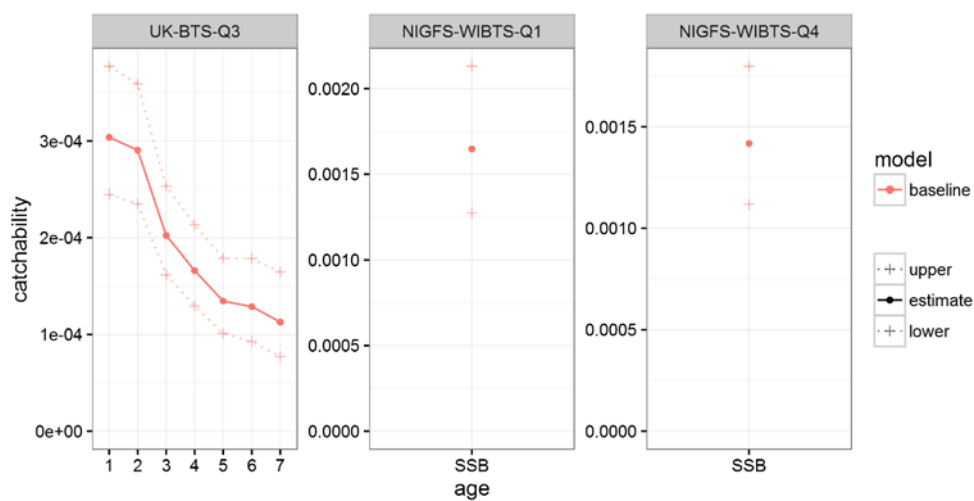 UK-BTS-Q3
NIGFS-WIBTS-Q1
NIGFS-WIBTS-Q4
catchability
3e-04
2e-04
1e-04
0e+00
1 2 3 4 5 6 7
0.0020
0.0015
0.0010
0.0005
0.0000
SSB
0.0015
0.0010
0.0005
0.0000
SSB
age
model
baseline
upper
estimate
lower